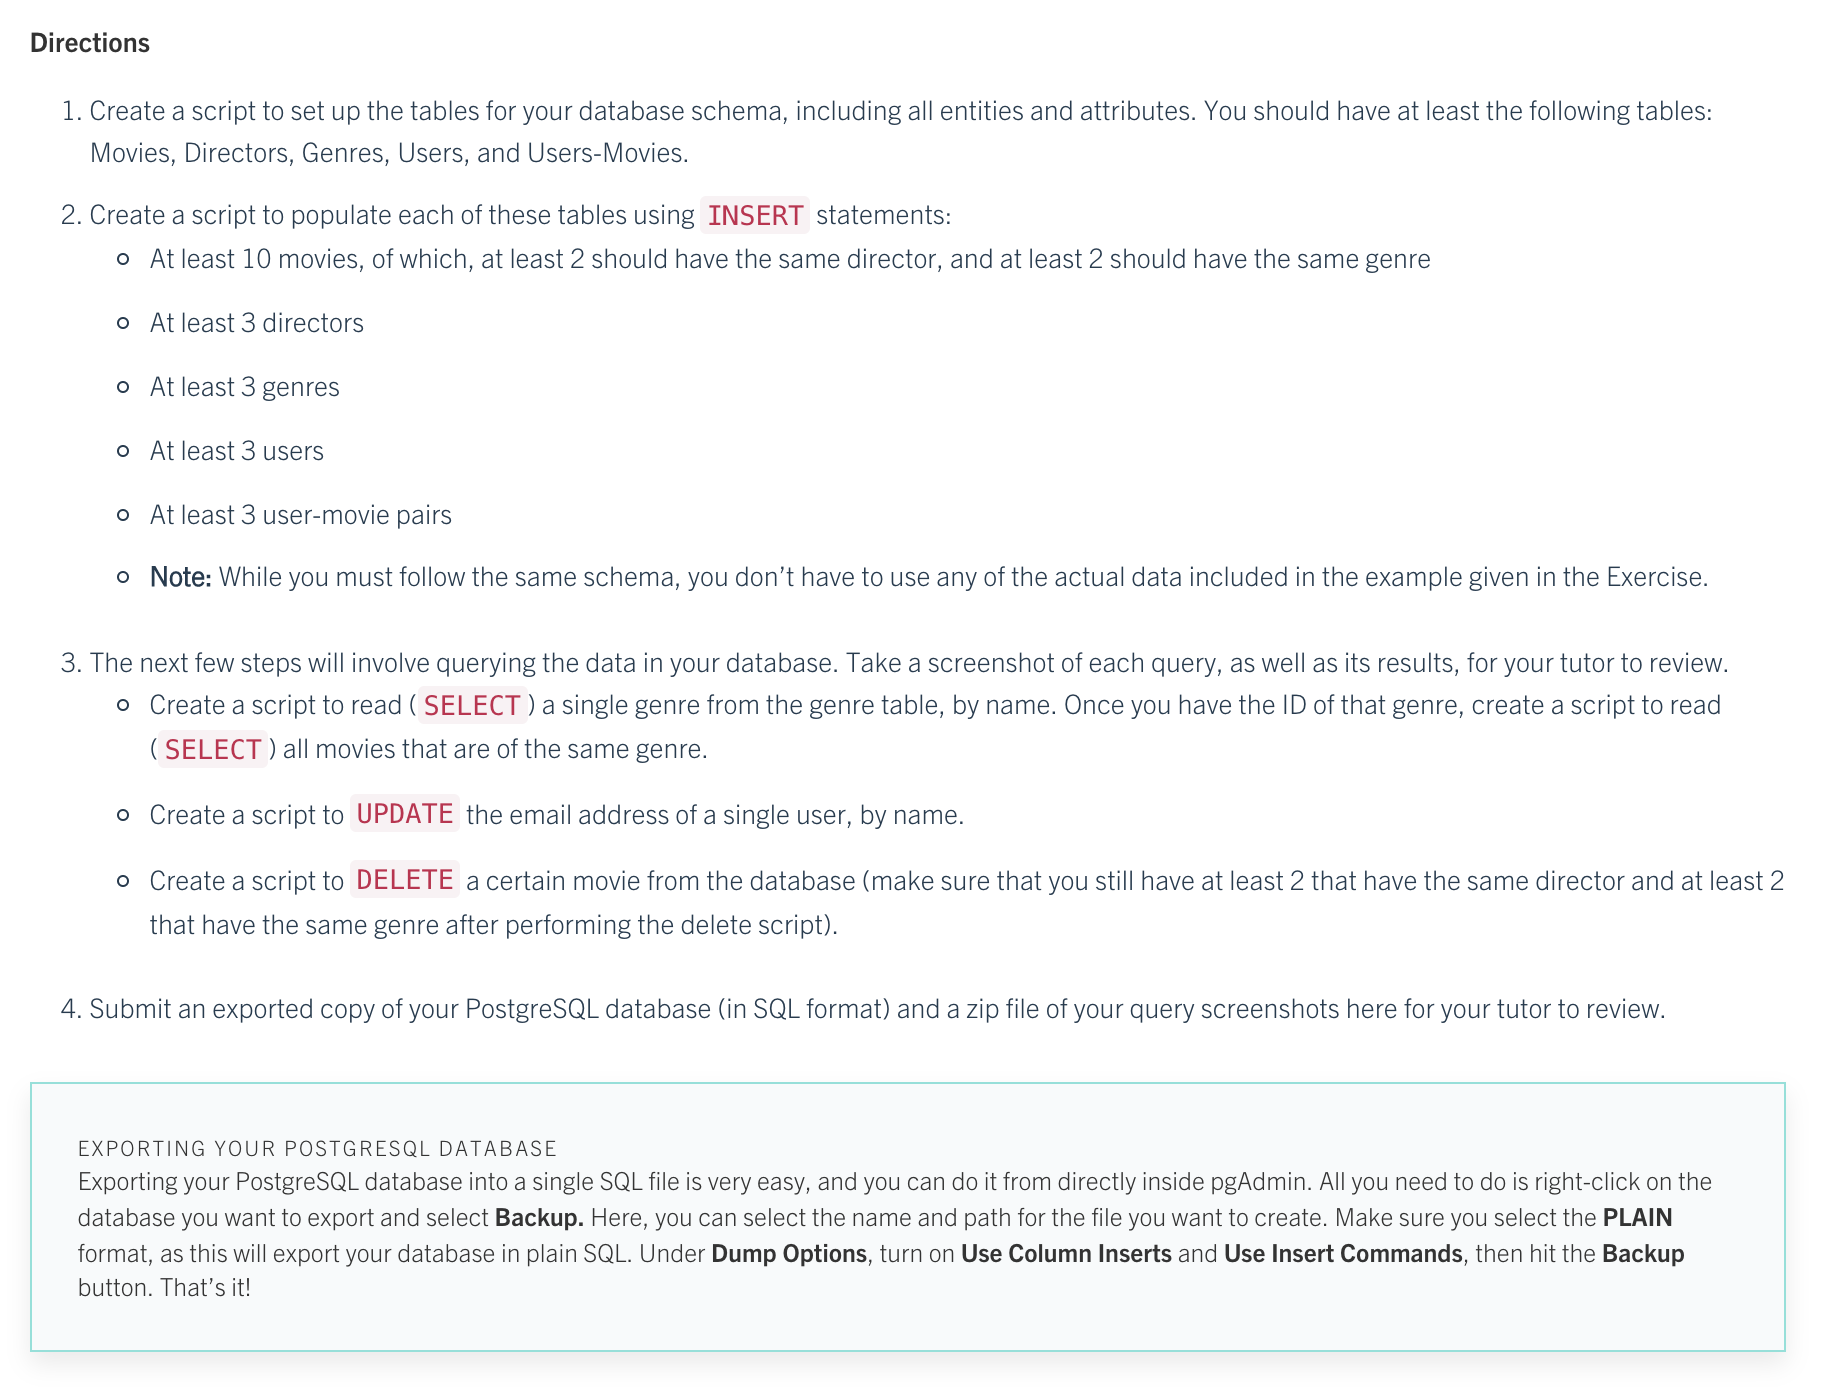 Directions
1. Create a script to set up the tables for your database schema, including all entities and attributes. You should have at least the following tables:
Movies, Directors, Genres, Users, and Users-Movies.
2. Create a script to populate each of these tables using INSERT statements:
At least 10 movies, of which, at least 2 should have the same director, and at least 2 should have the same genre
At least 3 directors
At least 3 genres
At least 3 users
At least 3 user-movie pairs
Note: While you must follow the same schema, you don’t have to use any of the actual data included in the example given in the Exercise.
3. The next few steps will involve querying the data in your database. Take a screenshot of each query, as well as its results, for your tutor to review.
Create a script to read (SELECT) a single genre from the genre table, by name. Once you have the ID of that genre, create a script to read
(SELECT) all movies that are of the same genre.
Create a script to UPDATE the email address of a single user, by name.
Create a script to DELETE a certain movie from the database (make sure that you still have at least 2 that have the same director and at least 2
that have the same genre after performing the delete script).
4. Submit an exported copy of your PostgreSQL database (in SQL format) and a zip file of your query screenshots here for your tutor to review.
EXPORTING YOUR POSTGRESQL DATABASE
Exporting your PostgreSQL database into a single SQL file is very easy, and you can do it from directly inside pgAdmin. All you need to do is right-click on the
database you want to export and select Backup. Here, you can select the name and path for the file you want to create. Make sure you select the PLAIN
format, as this will export your database in plain SQL. Under Dump Options, turn on Use Column Inserts and Use Insert Commands, then hit the Backup
button. That’s it!